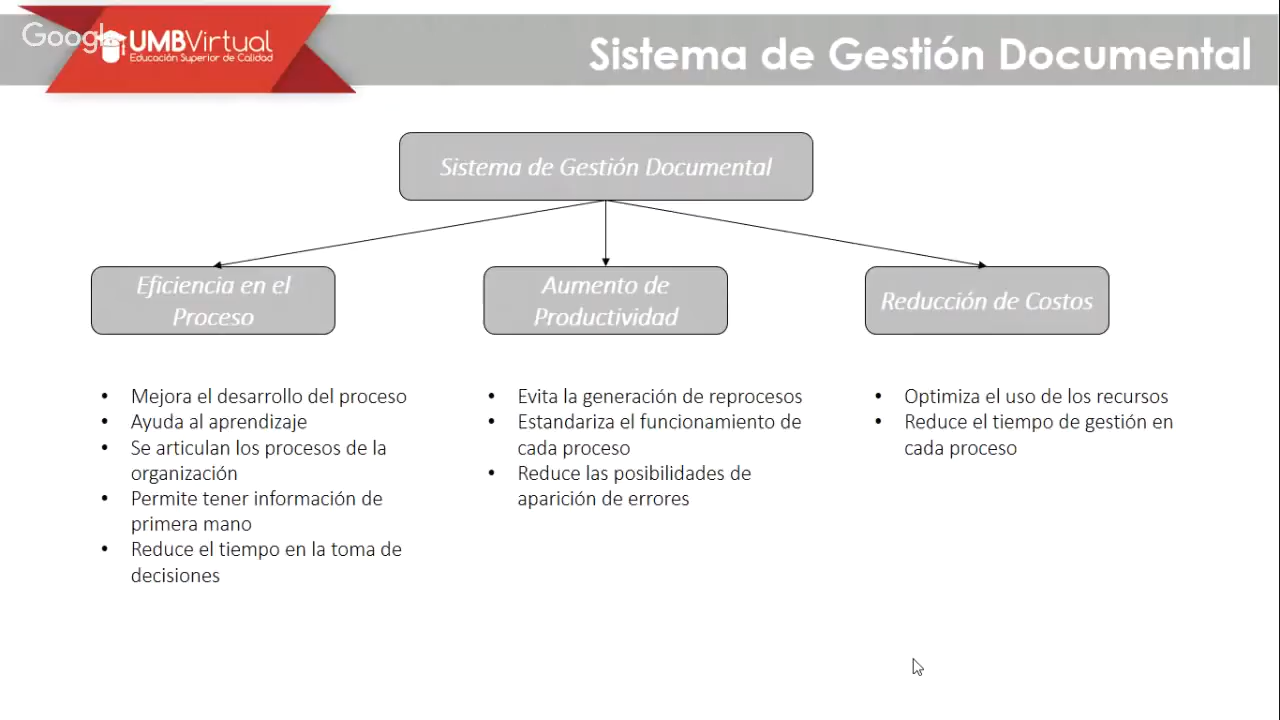 Google
UMBVirtual
Educación Superior de Calidad
Sistema de Gestión Documental
Sistema de Gestión Documental
Eficiencia en el
Proceso
Aumento de
Productividad
Reducción de Costos
• Mejora el desarrollo del proceso
• Ayuda al aprendizaje
• Se articulan los procesos de la
organización
• Permite tener información de
primera mano
• Reduce el tiempo en la toma de
decisiones
• Evita la generación de reprocesos
• Estandariza el funcionamiento de
cada proceso
• Reduce las posibilidades de
aparición de errores
• Optimiza el uso de los recursos
• Reduce el tiempo de gestión en
cada proceso